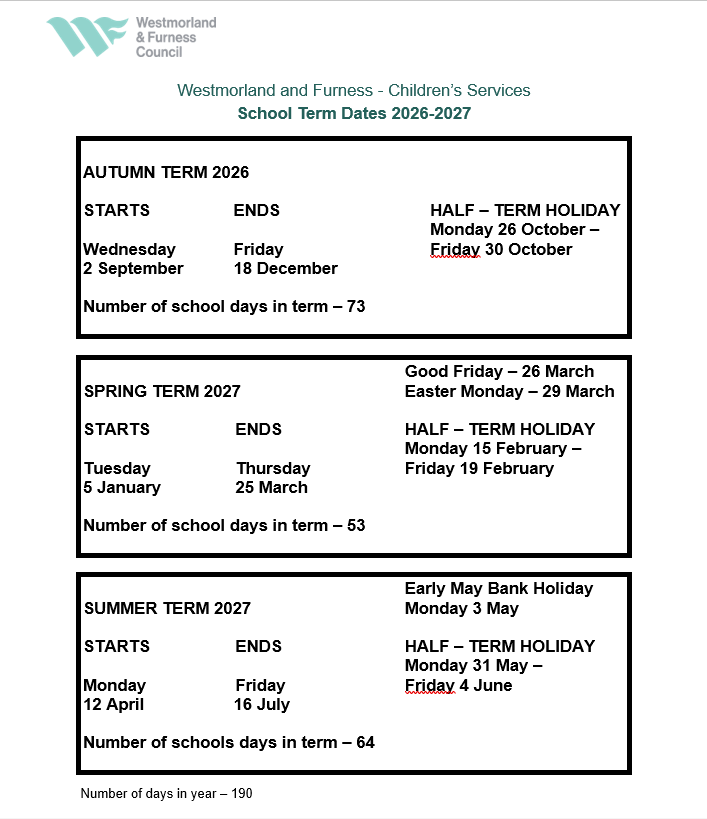 Westmorland
& Furness
Council
Westmorland and Furness - Children's Services
School Term Dates 2026-2027
AUTUMN TERM 2026
STARTS ENDS HALF – TERM HOLIDAY
Monday 26 October –
Wednesday Friday Friday 30 October
2 September 18 December
Number of school days in term – 73
Good Friday – 26 March
SPRING TERM 2027 Easter Monday – 29 March
STARTS ENDS HALF – TERM HOLIDAY
Monday 15 February –
Tuesday Thursday Friday 19 February
5 January 25 March
Number of school days in term – 53
Early May Bank Holiday
SUMMER TERM 2027 Monday 3 May
STARTS ENDS HALF – TERM HOLIDAY
Monday 31 May –
Monday Friday Friday 4 June
12 April 16 July
Number of schools days in term – 64
Number of days in year – 190